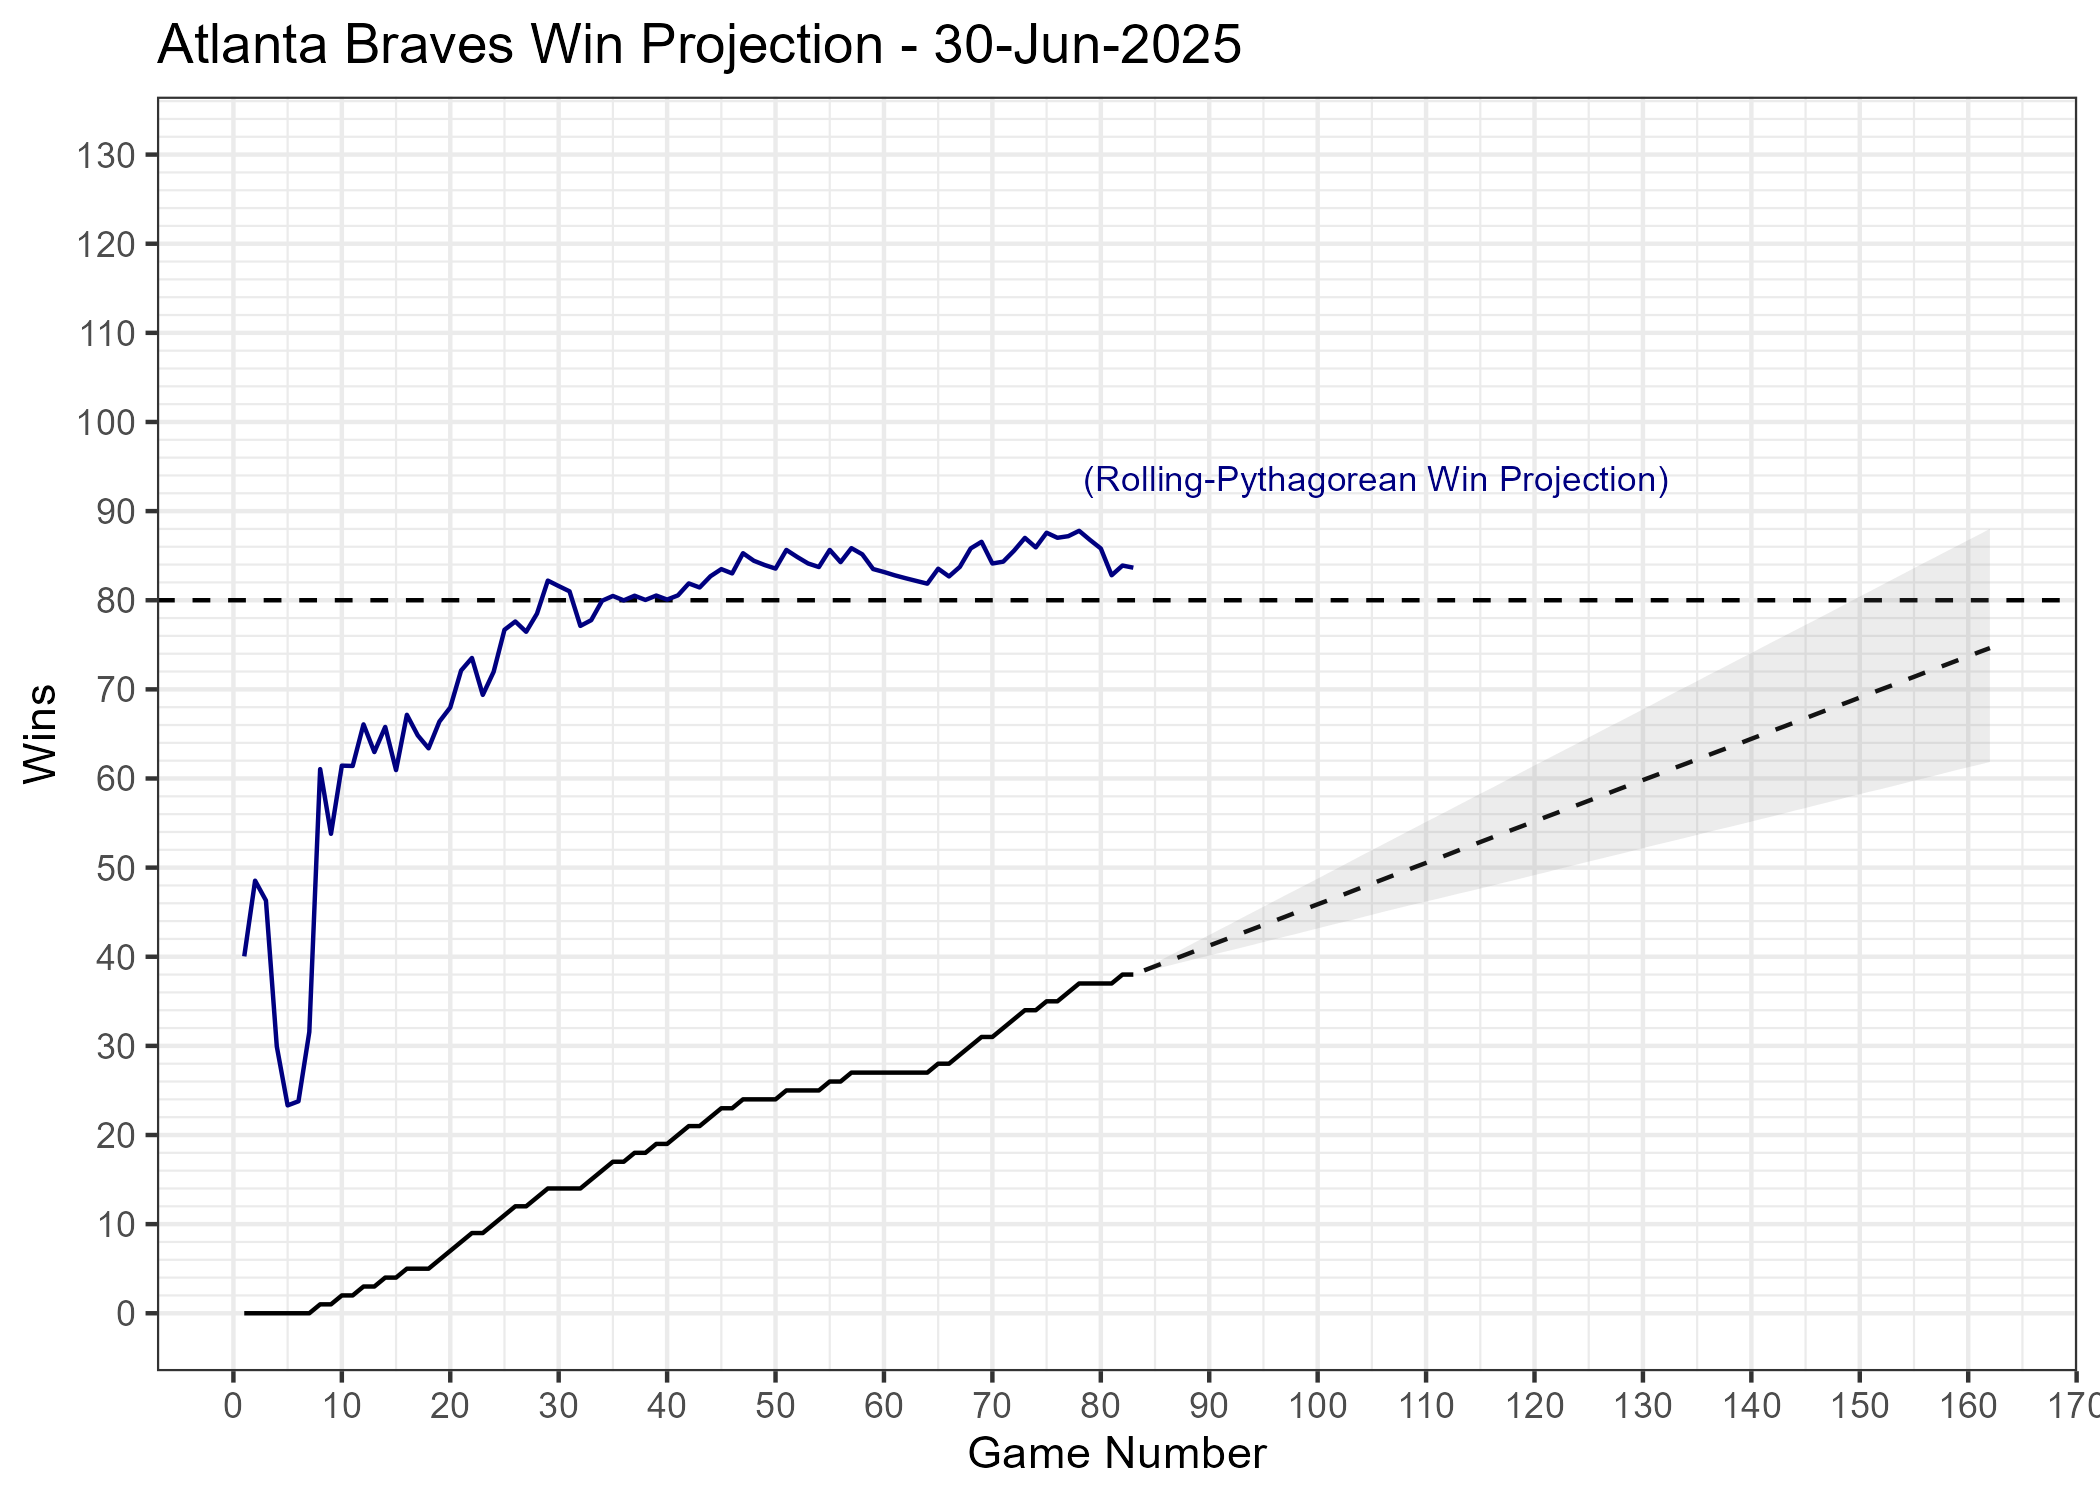 Atlanta Braves Win Projection - 30-Jun-2025
130
120
110
100
(Rolling-Pythagorean Win Projection)
90
80
70
Wins
60
50
40
30
20
10
0
0 10 20 30 40 50 60 70 80 90 100 110 120 130 140 150 160 170
Game Number